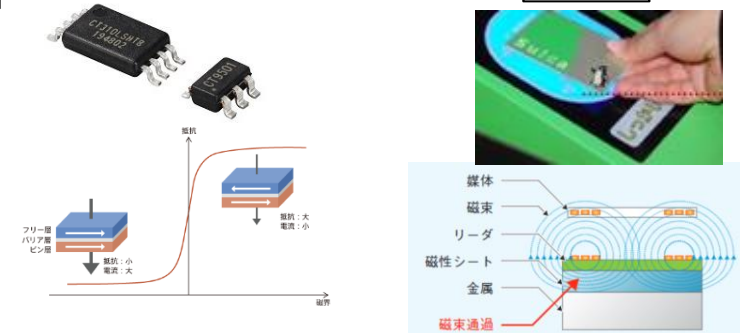 CT310LSHT8
194802
CT9501
抵抗
抵抗:大
電流:小
フリー層
バリア層
ピン層
抵抗:小
電流:大
磁界
Suica
媒体
磁束
リーダ
磁性シート
金属
磁束通過